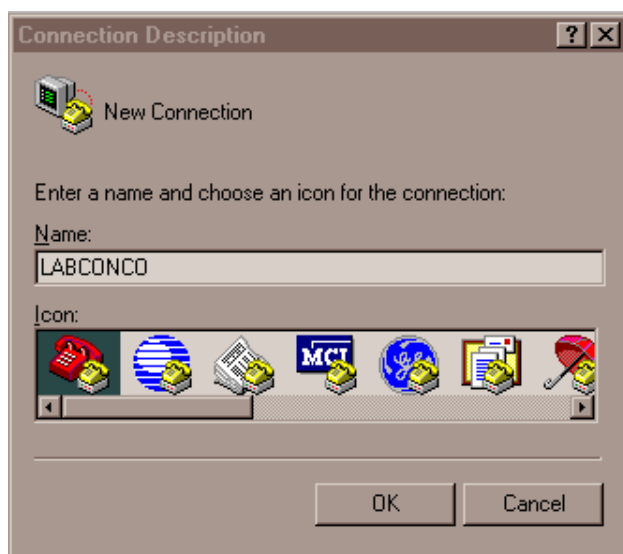 Connection Description
New Connection
Enter a name and choose an icon for the connection:
Name:
LABCONCO
Icon:
MCI
OK Cancel